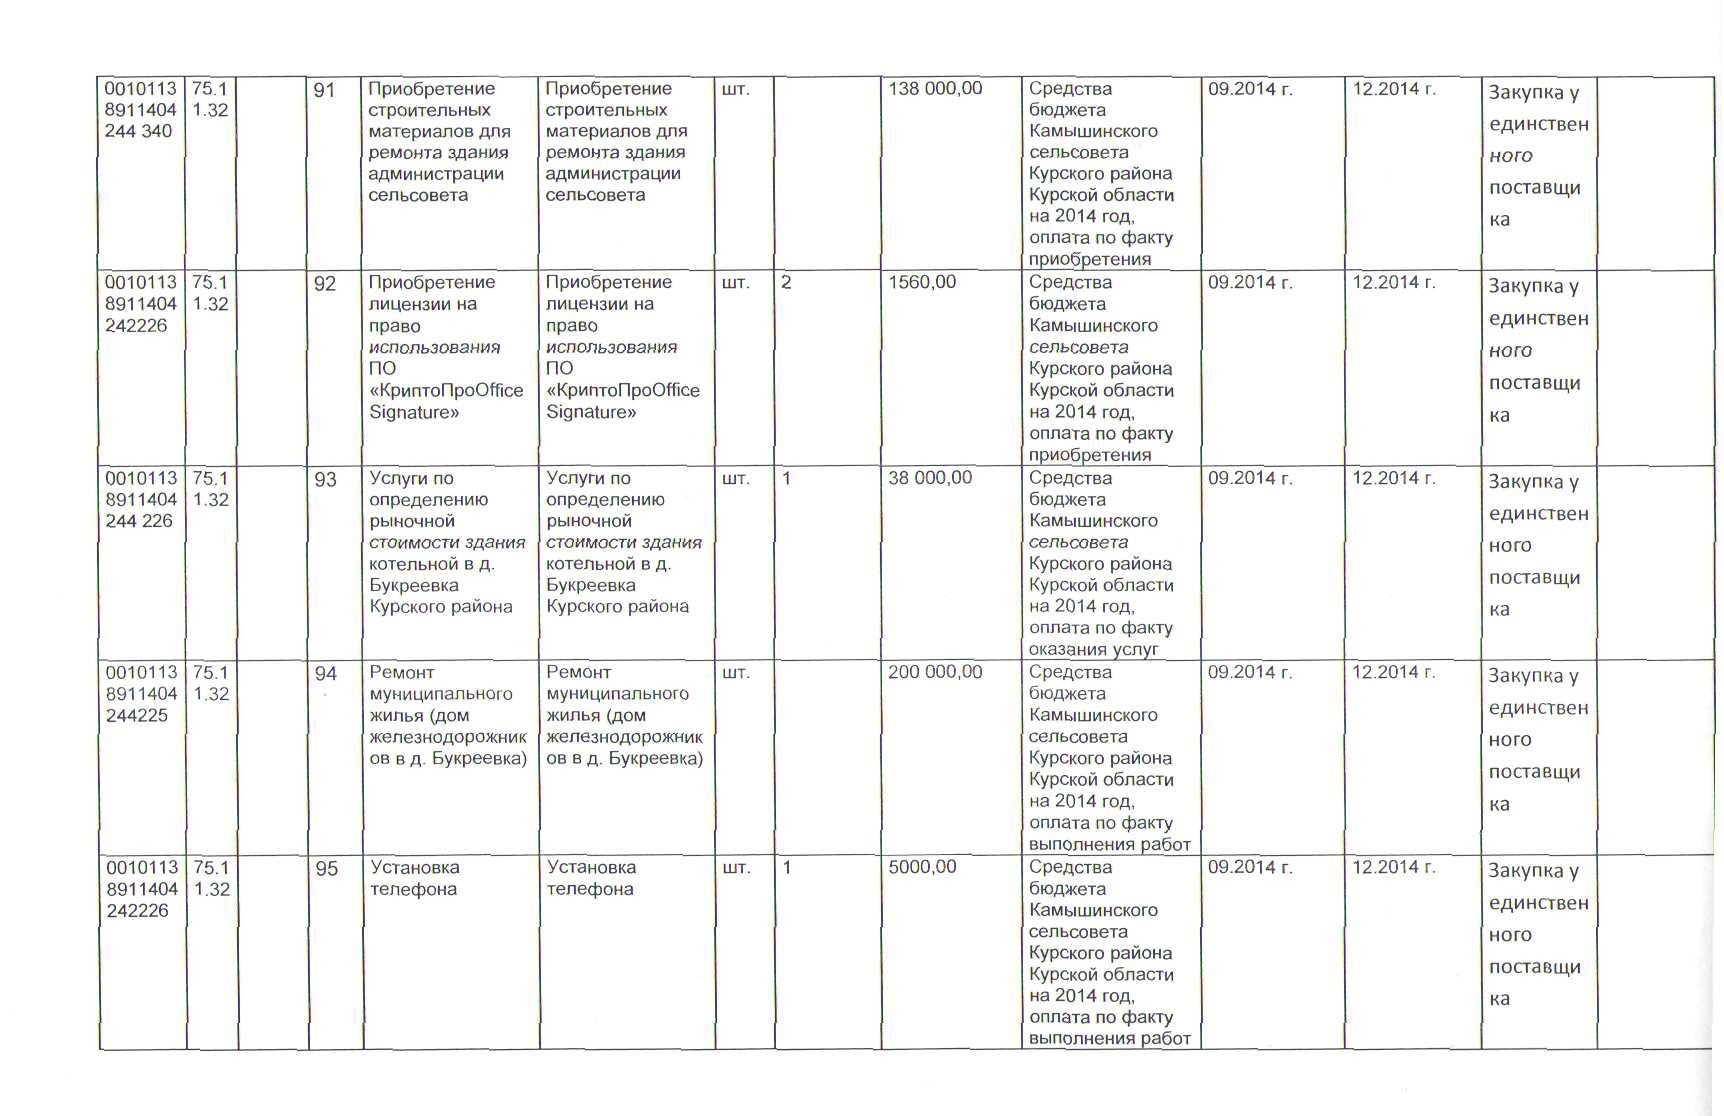 0010113
8911404
244 340
75.1
1.32
91
Приобретение
строительных
материалов для
ремонта здания
администрации
сельсовета
Приобретение
строительных
материалов для
ремонта здания
администрации
сельсовета
шт.
138 000,00
Средства
бюджета
Камышинского
сельсовета
Курского района
Курской области
на 2014 год,
оплата по факту
приобретения
09.2014 г.
12.2014 г.
Закупка у
единствен
ного
поставщи
ка
0010113
8911404
242226
75.1
1.32
92
Приобретение
лицензии на
право
использования
ПО
«КриптоПроOffice
Signature»
Приобретение
лицензии на
право
использования
ПО
«КриптоПроOffice
Signature»
шт.
2
1560,00
Средства
бюджета
Камышинского
сельсовета
Курского района
Курской области
на 2014 год,
оплата по факту
приобретения
09.2014 г.
12.2014 г.
Закупка у
единствен
ного
поставщи
ка
0010113
8911404
244 226
75.1
1.32
93
Услуги по
определению
рыночной
стоимости здания
котельной в д.
Букреевка
Курского района
Услуги по
определению
рыночной
стоимости здания
котельной в д.
Букреевка
Курского района
шт.
1
38 000,00
Средства
бюджета
Камышинского
сельсовета
Курского района
Курской области
на 2014 год,
оплата по факту
оказания услуг
09.2014 г.
12.2014 г.
Закупка у
единствен
ного
поставщи
ка
0010113
8911404
244225
75.1
1.32
94
Ремонт
муниципального
жилья (дом
железнодорожник
ов в д. Букреевка)
Ремонт
муниципального
жилья (дом
железнодорожник
ов в д. Букреевка)
шт.
200 000,00
Средства
бюджета
Камышинского
сельсовета
Курского района
Курской области
на 2014 год,
оплата по факту
выполнения работ
09.2014 г.
12.2014 г.
Закупка у
единствен
ного
поставщи
ка
0010113
8911404
242226
75.1
1.32
95
Установка
телефона
Установка
телефона
шт.
1
5000,00
Средства
бюджета
Камышинского
сельсовета
Курского района
Курской области
на 2014 год,
оплата по факту
выполнения работ
09.2014 г.
12.2014 г.
Закупка у
единствен
ного
поставщи
ка